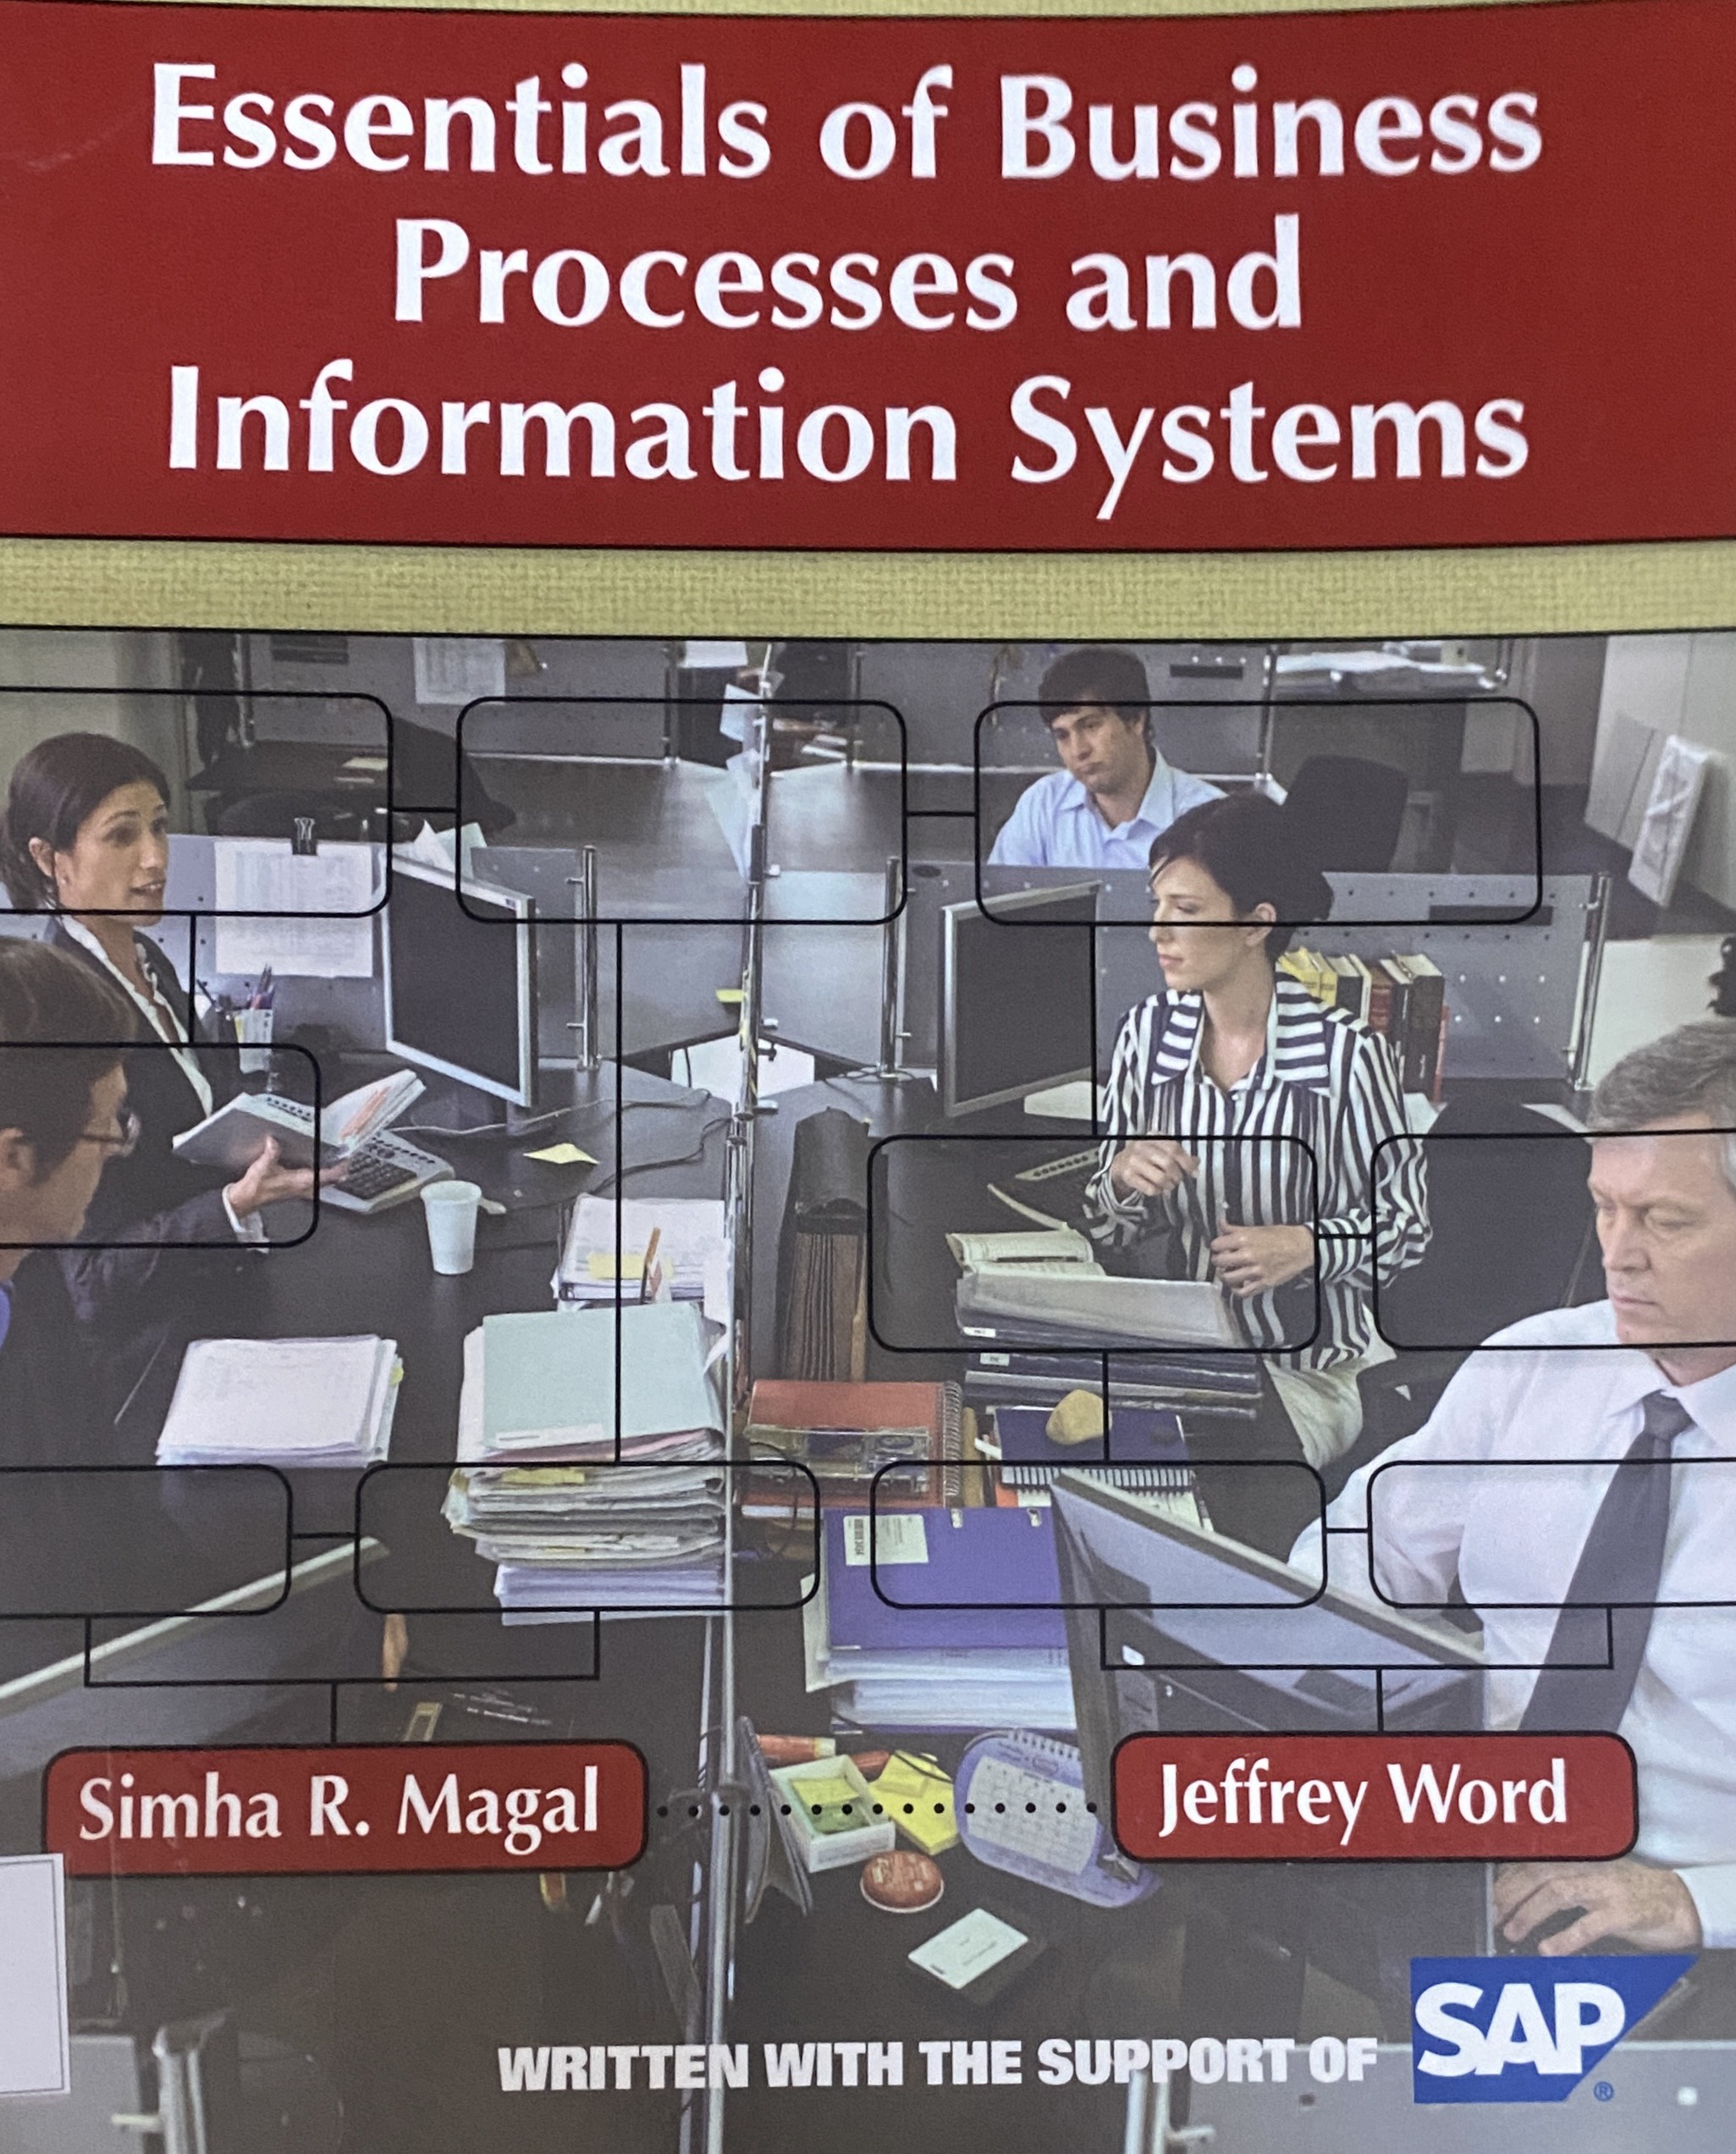 Essentials of Business
Processes and
Information Systems
Simha R. Magal
Jeffrey Word
WRITTEN WITH THE SUPPORT OF
SAP
®